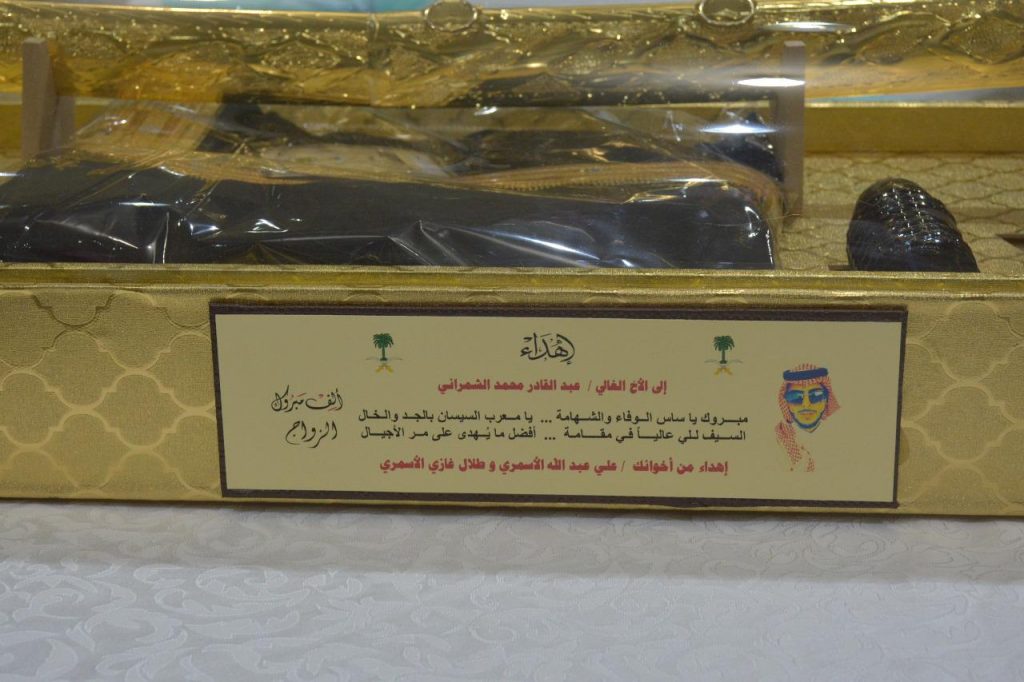 إهداء
إلى الأخ الغالي / عبد القادر محمد الشمراني
ألف مبروك
الزواج
مبروك يا ساس الوفاء والشهامة ... يا معرب السيسان بالجد والخال
السيف للي عالياً في مقامة ... أفضل ما يُهدى على مر الأجيال
إهداء من أخوانك / علي عبد الله الأسمري و طلال غازي الأسمري